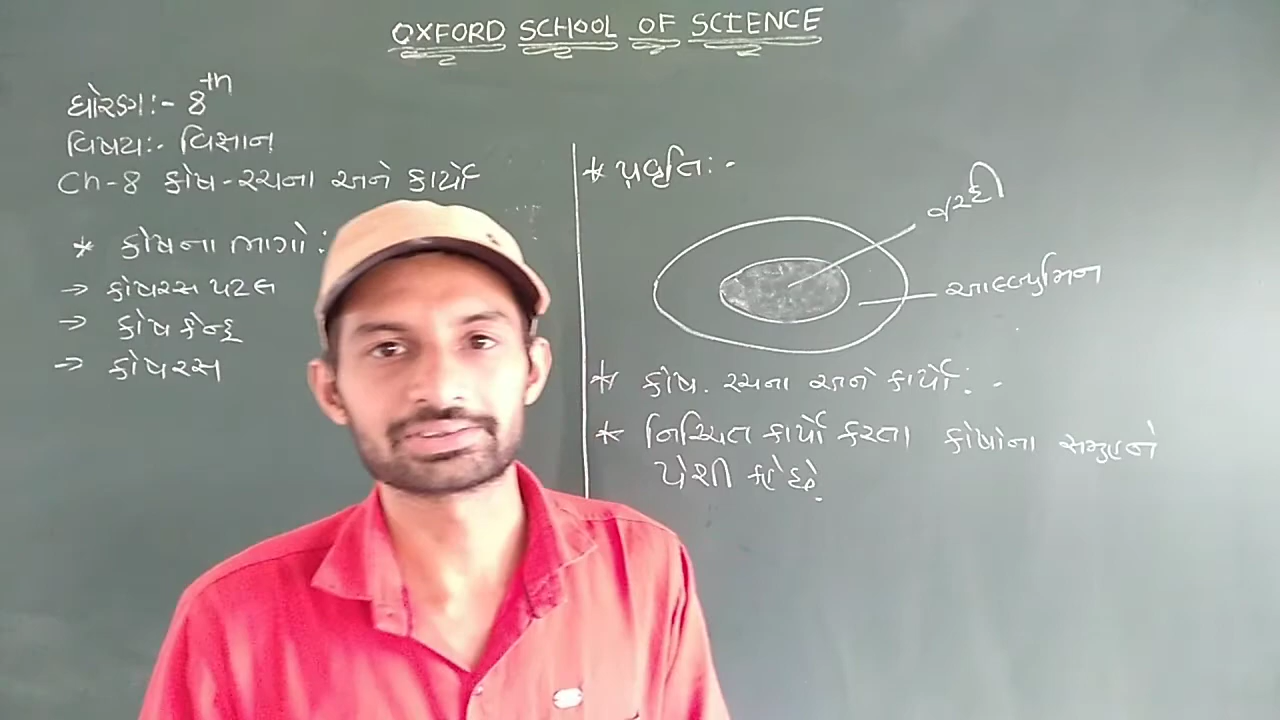 OXFORD SCHOOL OF SCIENCE
ધોરણ:- 8th
વિષય:- વિજ્ઞાન
Ch-8 કોષ-રચના અને કાર્યો
* કોષના ભાગો:
→ કોષરસ પટલ
→ કોષ કેન્દ્ર
→ કોષરસ
* પ્રવૃતિ:-
જરદી
આલ્બ્યુમિન
* કોષ. રચના અને કાર્યો:-
* નિશ્ચિત કાર્યો કરતા કોષોના સમુહને
પેશી કહે છે.